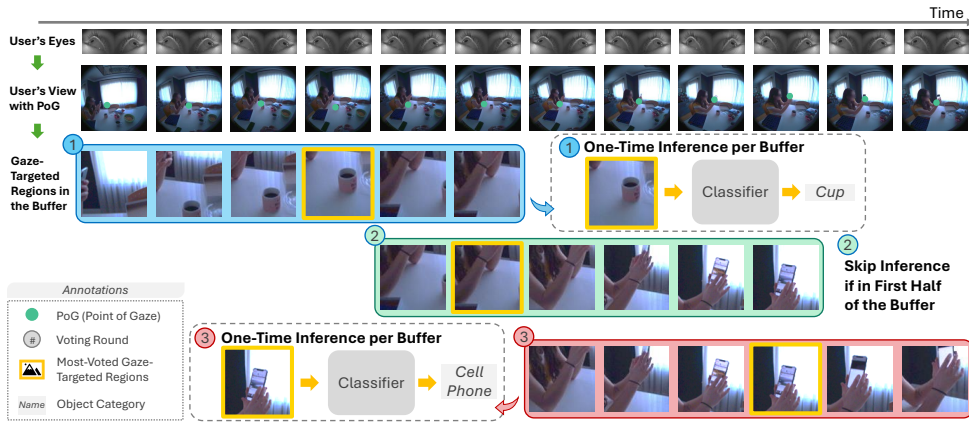 Time
User's Eyes
User's View
with PoG
Gaze-
Targeted
Regions in
the Buffer
1
1
One-Time Inference per Buffer
Classifier
Cup
2
2
Skip Inference
if in First Half
of the Buffer
Annotations
PoG (Point of Gaze)
#
Voting Round
Most-Voted Gaze-
Targeted Regions
Name
Object Category
3
One-Time Inference per Buffer
Classifier
Cell
Phone
3